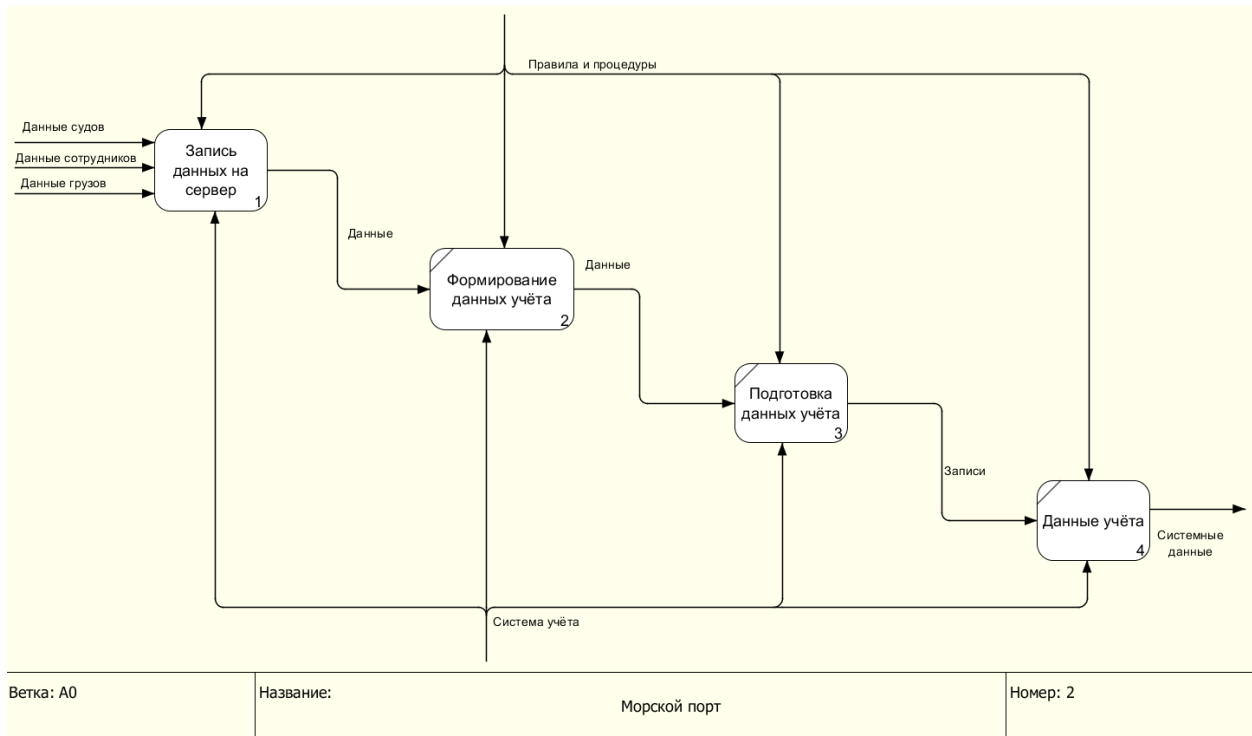 Правила и процедуры
Данные судов
Данные сотрудников
Данные грузов
Запись
данных на
сервер
1
Данные
Формирование
данных учёта
2
Данные
Подготовка
данных учёта
3
Записи
Данные учёта
4
Системные
данные
Система учёта
Ветка: A0
Название:
Морской порт
Номер: 2